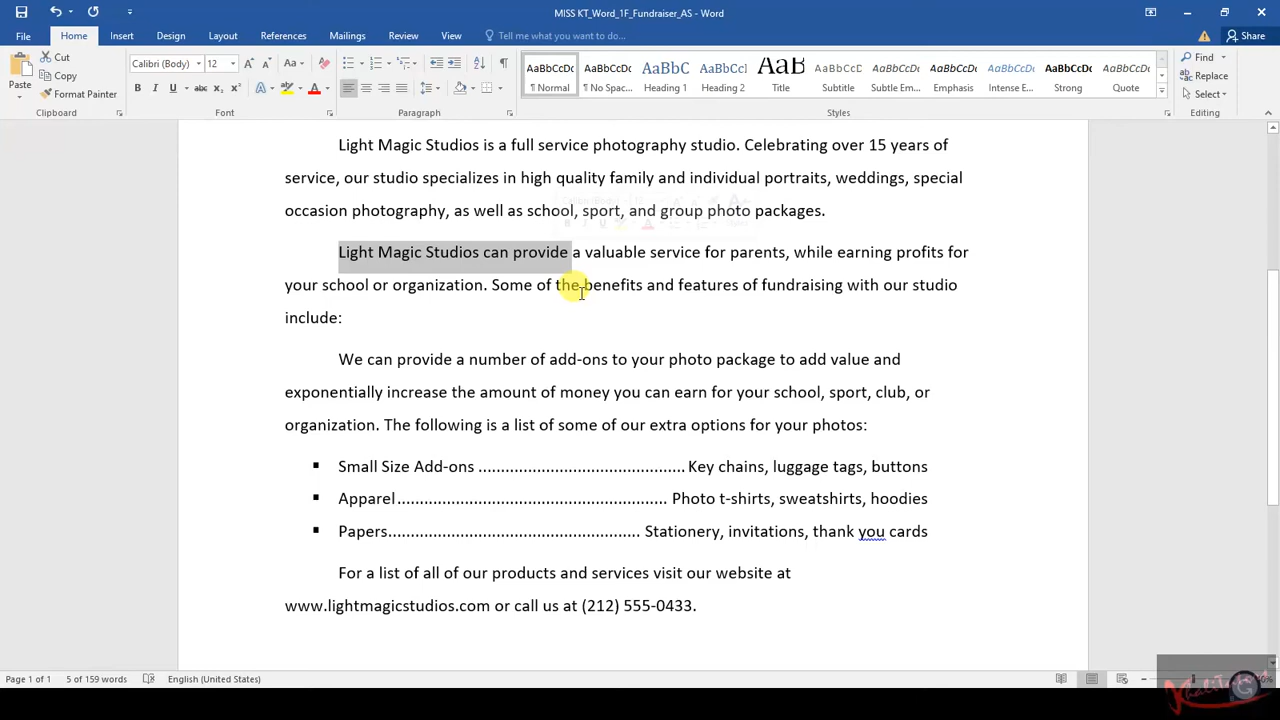 MISS KT_Word_1F_Fundraiser_AS - Word
File Home Insert Design Layout References Mailings Review View Tell me what you want to do... Share
Paste Cut Copy Format Painter
Calibri (Body) 12 Aa
B I U abc X₂ X² A A
Find Replace Select
AaBbCcDc AaBbCcDc AaBbC AaBbCcI AaB AaBbCcD AaBbCcDc AaBbCcDc AaBbCcDc AaBbCcDc AaBbCcDc
¶ Normal ¶ No Spac... Heading 1 Heading 2 Title Subtitle Subtle Em... Emphasis Intense E... Strong Quote
Clipboard Font Paragraph Styles Editing
Light Magic Studios is a full service photography studio. Celebrating over 15 years of
service, our studio specializes in high quality family and individual portraits, weddings, special
occasion photography, as well as school, sport, and group photo packages.
Light Magic Studios can provide a valuable service for parents, while earning profits for
your school or organization. Some of the benefits and features of fundraising with our studio
include:
We can provide a number of add-ons to your photo package to add value and
exponentially increase the amount of money you can earn for your school, sport, club, or
organization. The following is a list of some of our extra options for your photos:
▪ Small Size Add-ons ............................................. Key chains, luggage tags, buttons
▪ Apparel........................................................... Photo t-shirts, sweatshirts, hoodies
▪ Papers....................................................... Stationery, invitations, thank you cards
For a list of all of our products and services visit our website at
www.lightmagicstudios.com or call us at (212) 555-0433.
Page 1 of 1 5 of 159 words English (United States)